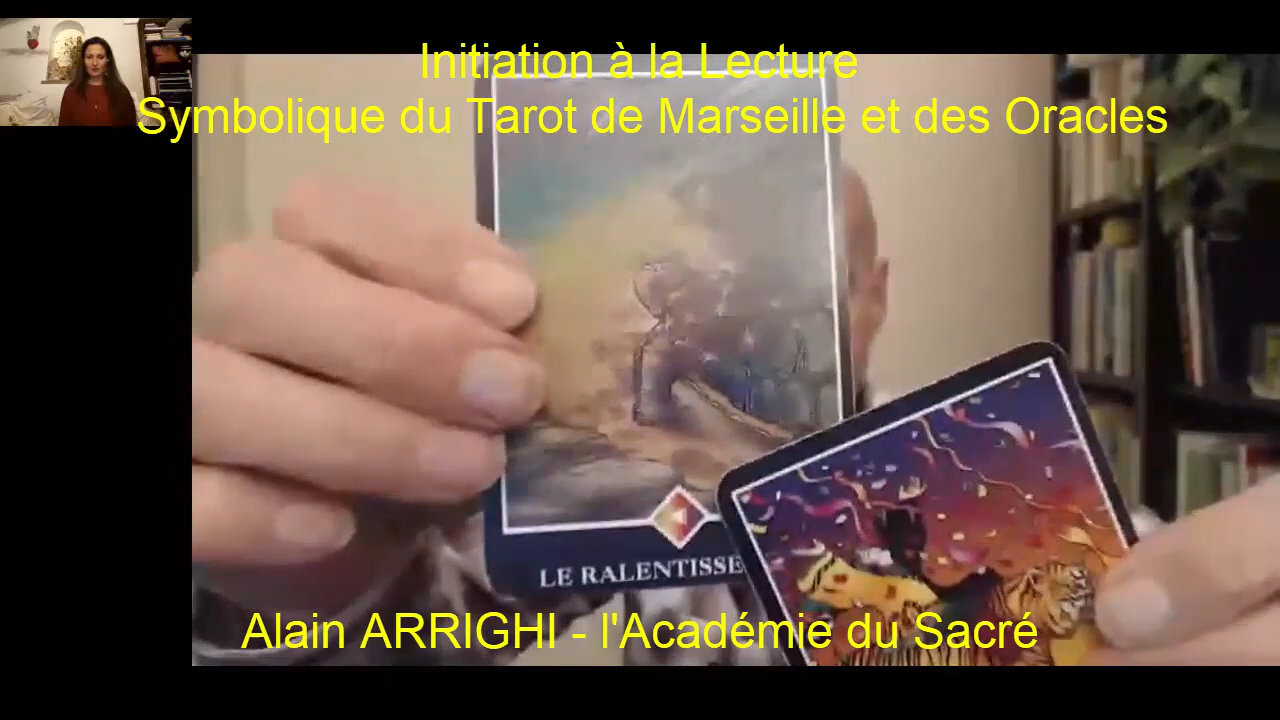 Initiation à la Lecture
Symbolique du Tarot de Marseille et des Oracles
LE RALENTISSE
Alain ARRIGHI - l'Académie du Sacré